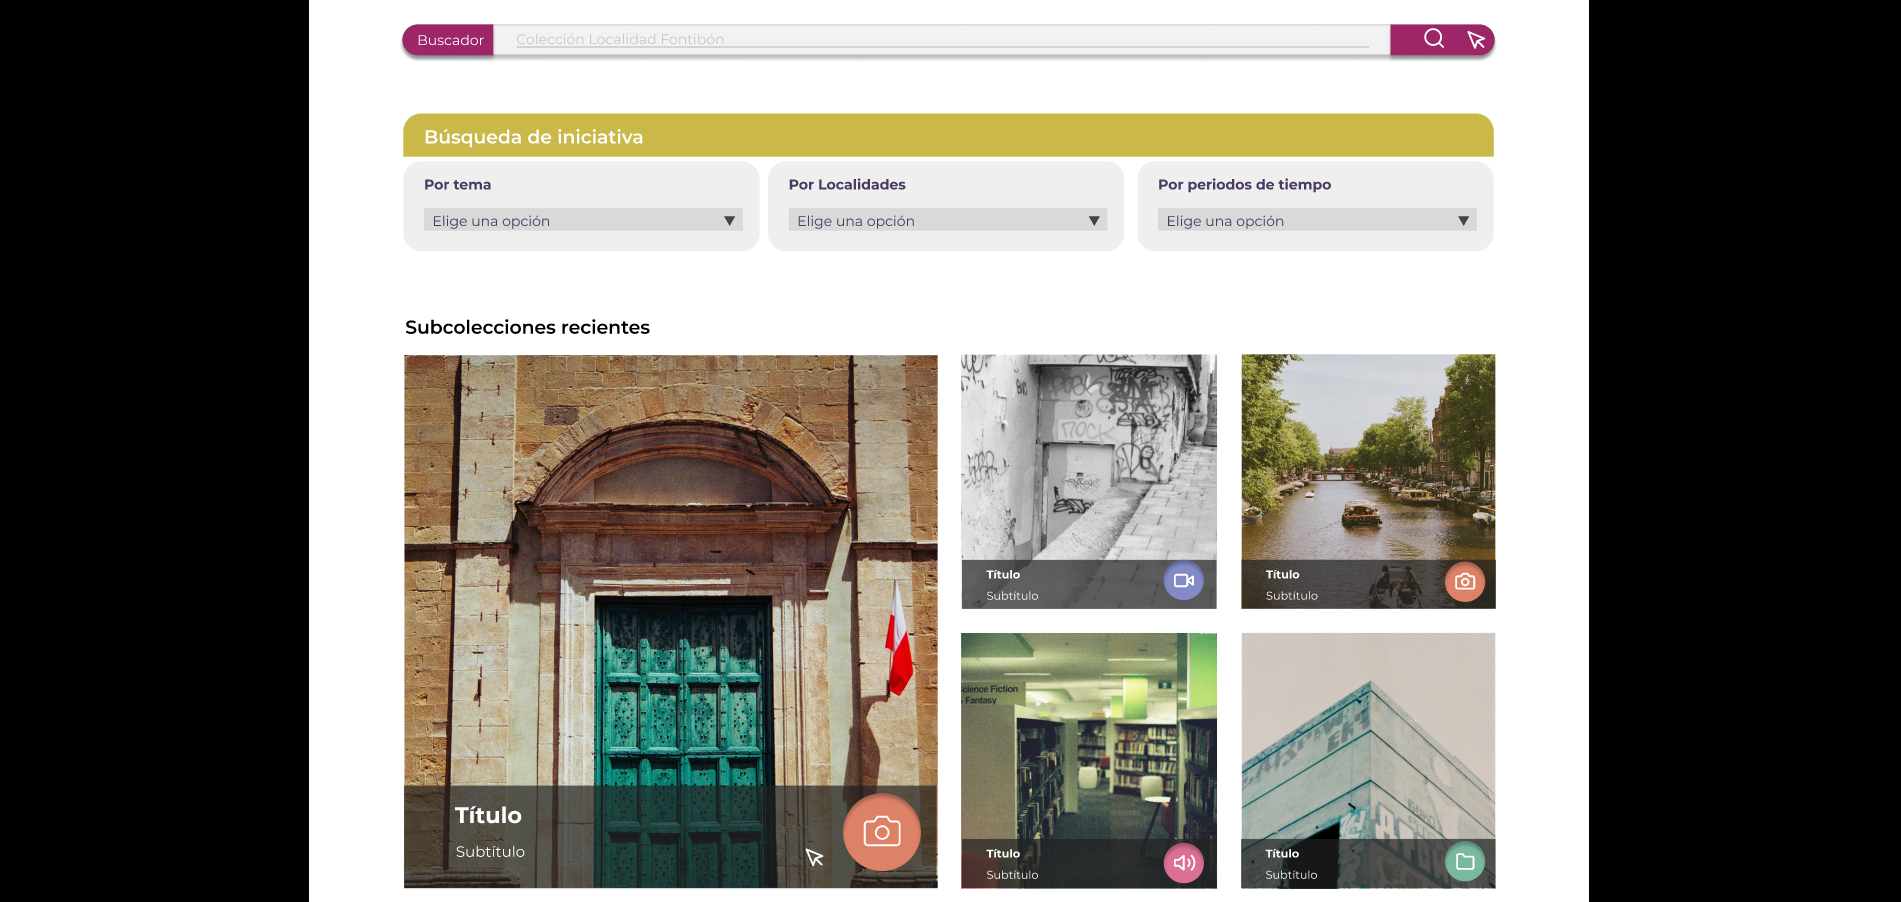 Buscador
Colección Localidad Fontibón
Búsqueda de iniciativa
Por tema
Elige una opción
Por Localidades
Elige una opción
Por periodos de tiempo
Elige una opción
Subcolecciones recientes
Título
Subtítulo
ПОСК
Título
Subtítulo
Título
Subtítulo
cience Fiction
Fantasy
Título
Subtítulo
Título
Subtítulo